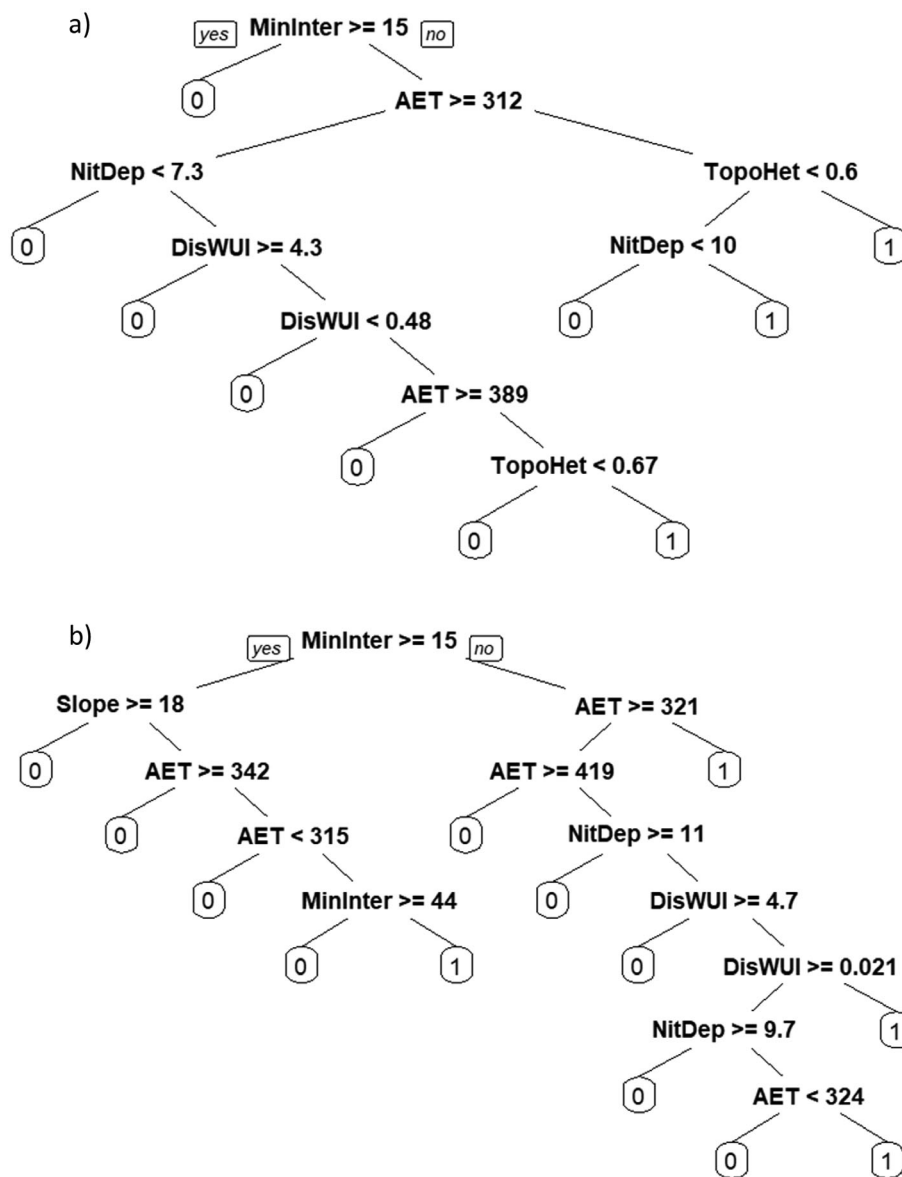 a)
yes MinInter >= 15 no
0
AET >= 312
NitDep < 7.3 TopoHet < 0.6
0 DisWUI >= 4.3 NitDep < 10 1
0 DisWUI < 0.48 0 1
0 AET >= 389
0 TopoHet < 0.67
0 1
b)
yes MinInter >= 15 no
Slope >= 18 AET >= 321
0 AET >= 342 AET >= 419 1
0 AET < 315 0 NitDep >= 11
0 MinInter >= 44 0 DisWUI >= 4.7
0 1 0 DisWUI >= 0.021
NitDep >= 9.7 1
0 AET < 324
0 1